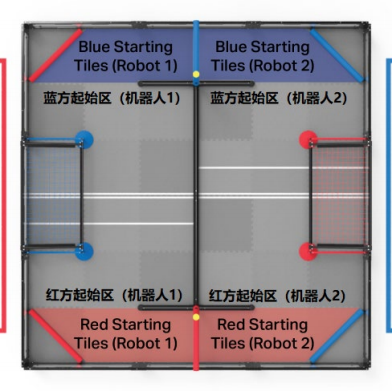 Blue Starting
Tiles (Robot 1)
Blue Starting
Tiles (Robot 2)
蓝方起始区（机器人1）
蓝方起始区（机器人2）
红方起始区（机器人1）
红方起始区（机器人2）
Red Starting
Tiles (Robot 1)
Red Starting
Tiles (Robot 2)